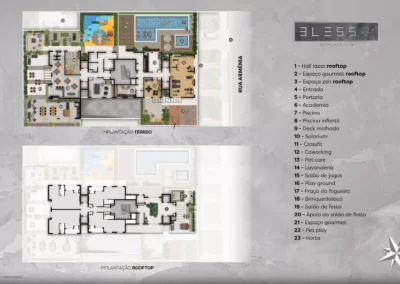 BLESS
RUA ARMÊNIA
PLANTAÇÃO TÉRREO
PLANTAÇÃO ROOFTOP
1 - Hall lazer rooftop
2 - Espaço gourmet rooftop
3 - Espaço zen rooftop
4 - Entrada
5 - Portaria
6 - Academia
7 - Piscina
8 - Piscina infantil
9 - Deck molhado
10 - Solarium
11 - Crossfit
12 - Coworking
13 - Pet care
14 - Lavanderia
15 - Salão de jogos
16 - Play ground
17 - Praça da fogueira
18 - Brinquedoteca
19 - Salão de festa
20 - Apoio ao salão de festa
21 - Espaço gourmet
22 - Pet play
23 - Horta